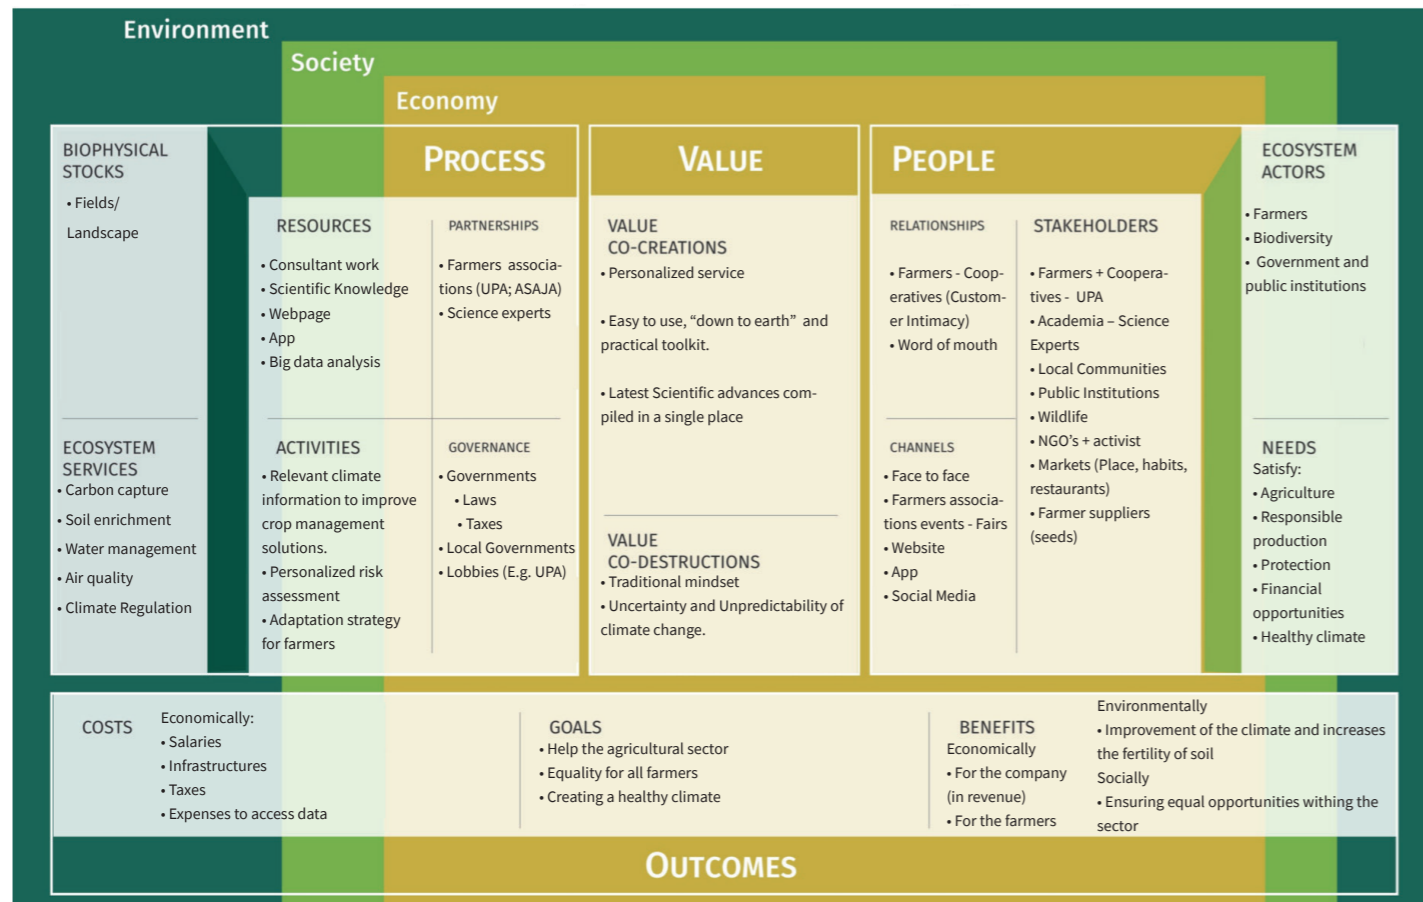 Environment
Society
Economy
BIOPHYSICAL
STOCKS
• Fields/
Landscape
ECOSYSTEM
SERVICES
• Carbon capture
• Soil enrichment
• Water management
• Air quality
• Climate Regulation
PROCESS
RESOURCES
• Consultant work
• Scientific Knowledge
• Webpage
• App
• Big data analysis
PARTNERSHIPS
• Farmers associa-
tions (UPA; ASAJA)
• Science experts
ACTIVITIES
• Relevant climate
information to improve
crop management
solutions.
• Personalized risk
assessment
• Adaptation strategy
for farmers
GOVERNANCE
• Governments
• Laws
• Taxes
• Local Governments
• Lobbies (E.g. UPA)
VALUE
VALUE
CO-CREATIONS
• Personalized service
• Easy to use, “down to earth” and
practical toolkit.
• Latest Scientific advances com-
piled in a single place
VALUE
CO-DESTRUCTIONS
• Traditional mindset
• Uncertainty and Unpredictability of
climate change.
PEOPLE
RELATIONSHIPS
• Farmers - Coop-
eratives (Custom-
er Intimacy)
• Word of mouth
CHANNELS
• Face to face
• Farmers associa-
tions events - Fairs
• Website
• App
• Social Media
STAKEHOLDERS
• Farmers + Coopera-
tives - UPA
• Academia – Science
Experts
• Local Communities
• Public Institutions
• Wildlife
• NGO's + activist
• Markets (Place, habits,
restaurants)
• Farmer suppliers
(seeds)
ECOSYSTEM
ACTORS
• Farmers
• Biodiversity
• Government and
public institutions
NEEDS
Satisfy:
• Agriculture
• Responsible
production
• Protection
• Financial
opportunities
• Healthy climate
COSTS
Economically:
• Salaries
• Infrastructures
• Taxes
• Expenses to access data
GOALS
• Help the agricultural sector
• Equality for all farmers
• Creating a healthy climate
BENEFITS
Economically
• For the company
(in revenue)
• For the farmers
Environmentally
• Improvement of the climate and increases
the fertility of soil
Socially
• Ensuring equal opportunities withing the
sector
OUTCOMES